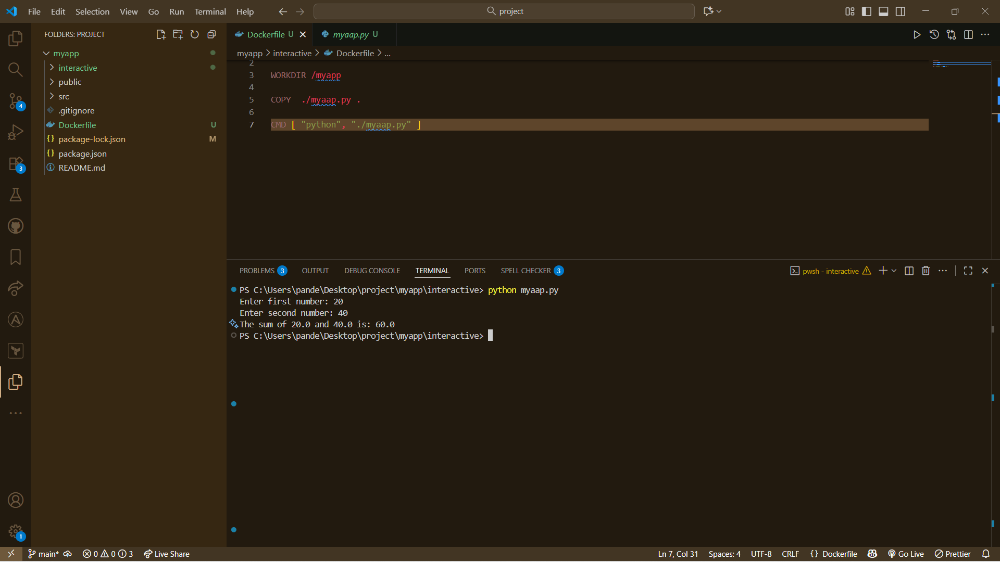 File Edit Selection View Go Run Terminal Help
project
FOLDERS: PROJECT
myapp
interactive
public
src
.gitignore
Dockerfile U
package-lock.json M
package.json
README.md
4
3
1
Dockerfile U
myaap.py U
myapp > interactive > Dockerfile > ...
2
3 WORKDIR /myapp
4
5 COPY ./myaap.py .
6
7 CMD [ "python", "./myaap.py" ]
PROBLEMS 3 OUTPUT DEBUG CONSOLE TERMINAL PORTS SPELL CHECKER 3
pwsh - interactive
PS C:\Users\pande\Desktop\project\myapp\interactive> python myaap.py
Enter first number: 20
Enter second number: 40
The sum of 20.0 and 40.0 is: 60.0
PS C:\Users\pande\Desktop\project\myapp\interactive>
main* 0 0 3 Live Share
Ln 7, Col 31 Spaces: 4 UTF-8 CRLF {} Dockerfile Go Live Prettier